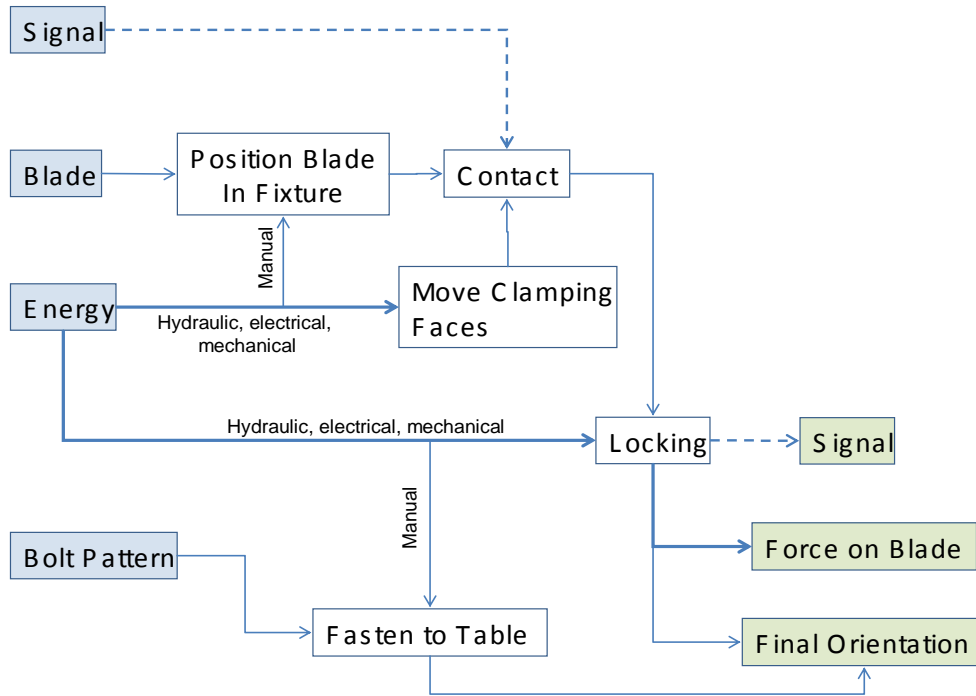 Signal
Blade
Position Blade
In Fixture
Contact
Manual
Energy
Move Clamping
Faces
Hydraulic, electrical,
mechanical
Hydraulic, electrical, mechanical
Locking
Signal
Manual
Bolt Pattern
Force on Blade
Fasten to Table
Final Orientation